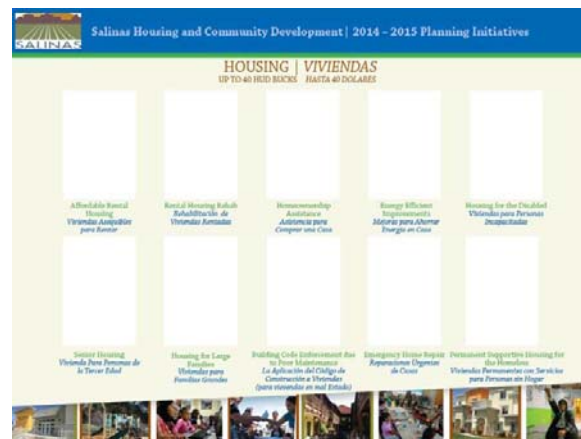 SALINAS
Salinas Housing and Community Development | 2014 – 2015 Planning Initiatives
HOUSING | VIVIENDAS
UP TO 40 HUD BUCKS HASTA 40 DOLARES
Affordable Rental
Housing
Viviendas Asequibles
para Rentar
Rental Housing Rehab
Rehabilitación de
Viviendas Rentadas
Homeownership
Assistance
Asistencia para
Comprar una Casa
Energy Efficient
Improvements
Mejoras para Ahorrar
Energía en Casa
Housing for the Disabled
Viviendas para Personas
Incapacitadas
Senior Housing
Vivienda Para Personas de
la Tercer Edad
Housing for Large
Families
Viviendas para
Familias Grandes
Building Code Enforcement due
to Poor Maintenance
La Aplicación del Código de
Construcción a Viviendas
(para viviendas en mal Estado)
Emergency Home Repair
Reparaciones Urgentes
de Casas
Permanent Supportive Housing for
the Homeless
Viviendas Permanentes con Servicios
para Personas sin Hogar